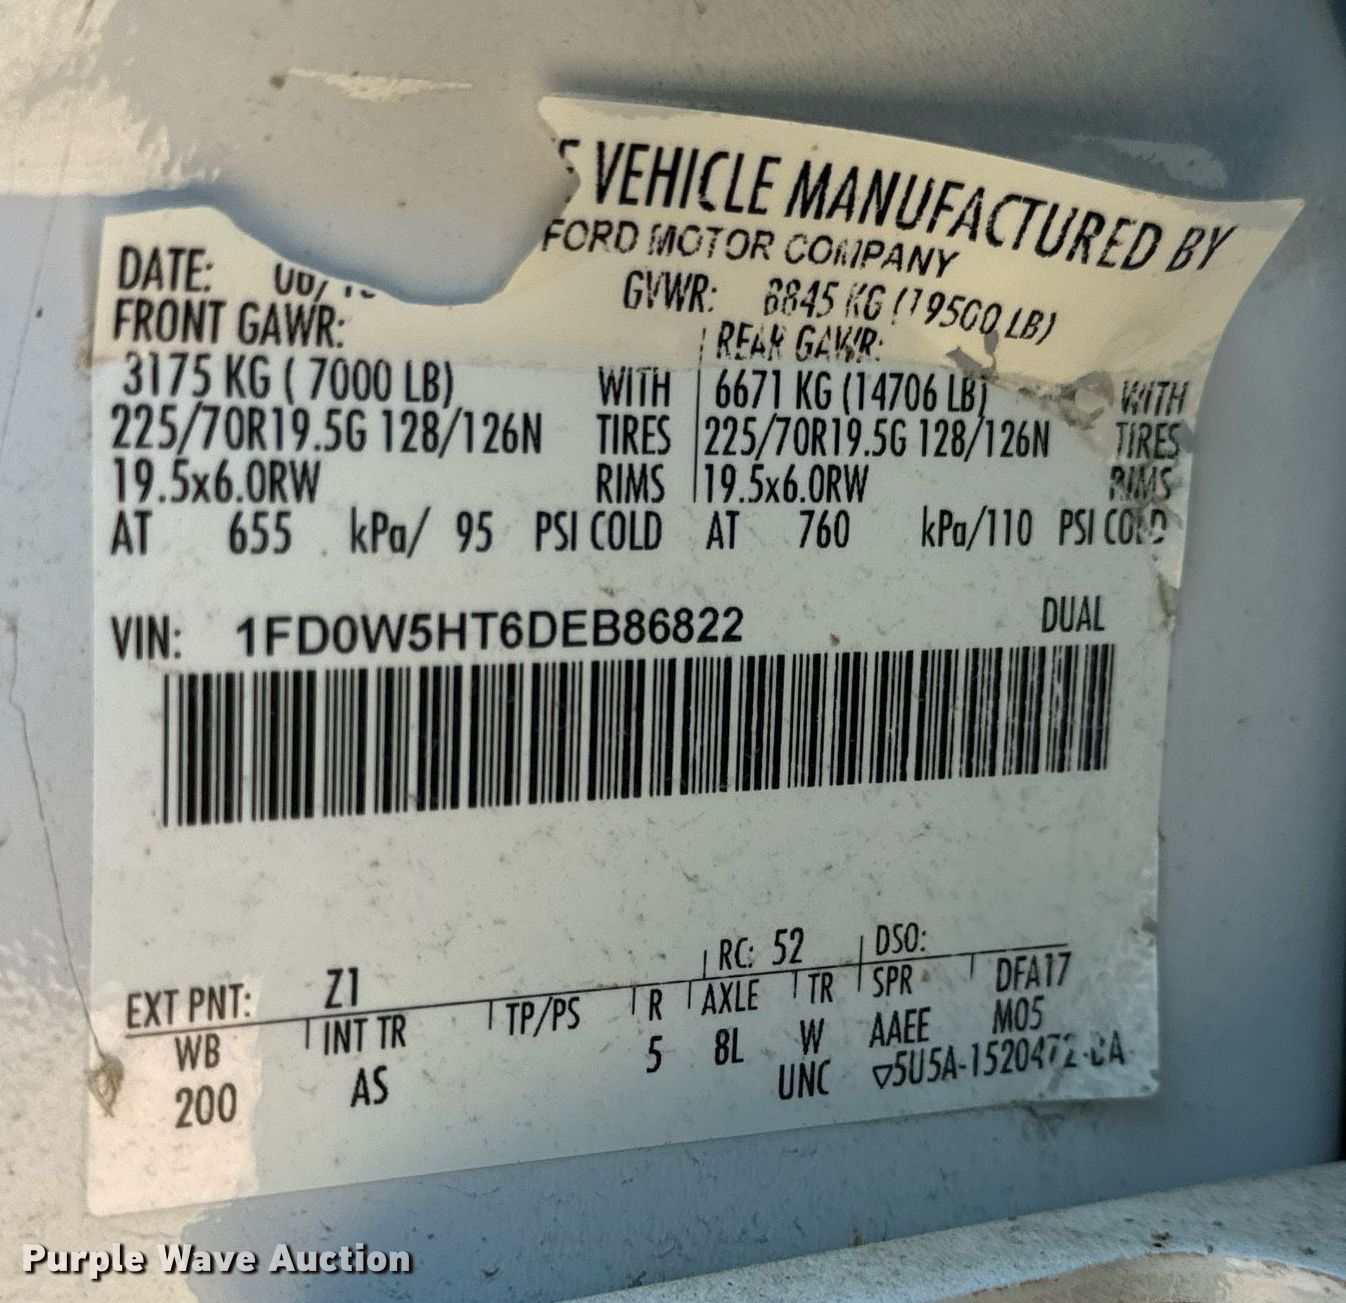 VEHICLE MANUFACTURED BY
FORD MOTOR COMPANY
DATE: GVWR: 8845 KG (19500 LB)
FRONT GAWR: REAR GAWR:
3175 KG ( 7000 LB) WITH 6671 KG (14706 LB) WITH
225/70R19.5G 128/126N TIRES 225/70R19.5G 128/126N TIRES
19.5x6.0RW RIMS 19.5x6.0RW RIMS
AT 655 kPa/ 95 PSI COLD AT 760 kPa/110 PSI COLD
VIN: 1FD0W5HT6DEB86822 DUAL
EXT PNT: Z1 RC: 52 DSO:
WB INT TR TP/PS R AXLE TR SPR DFA17
200 AS 5 8L W AAEE M05
UNC
Purple Wave Auction